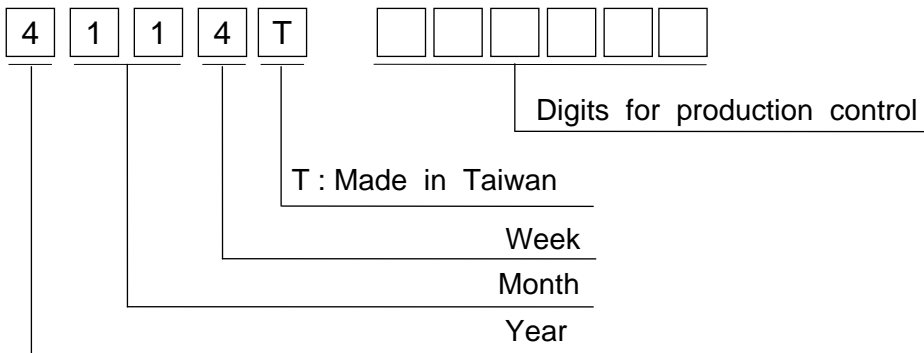 4 1 1 4 T
Digits for production control
T : Made in Taiwan
Week
Month
Year